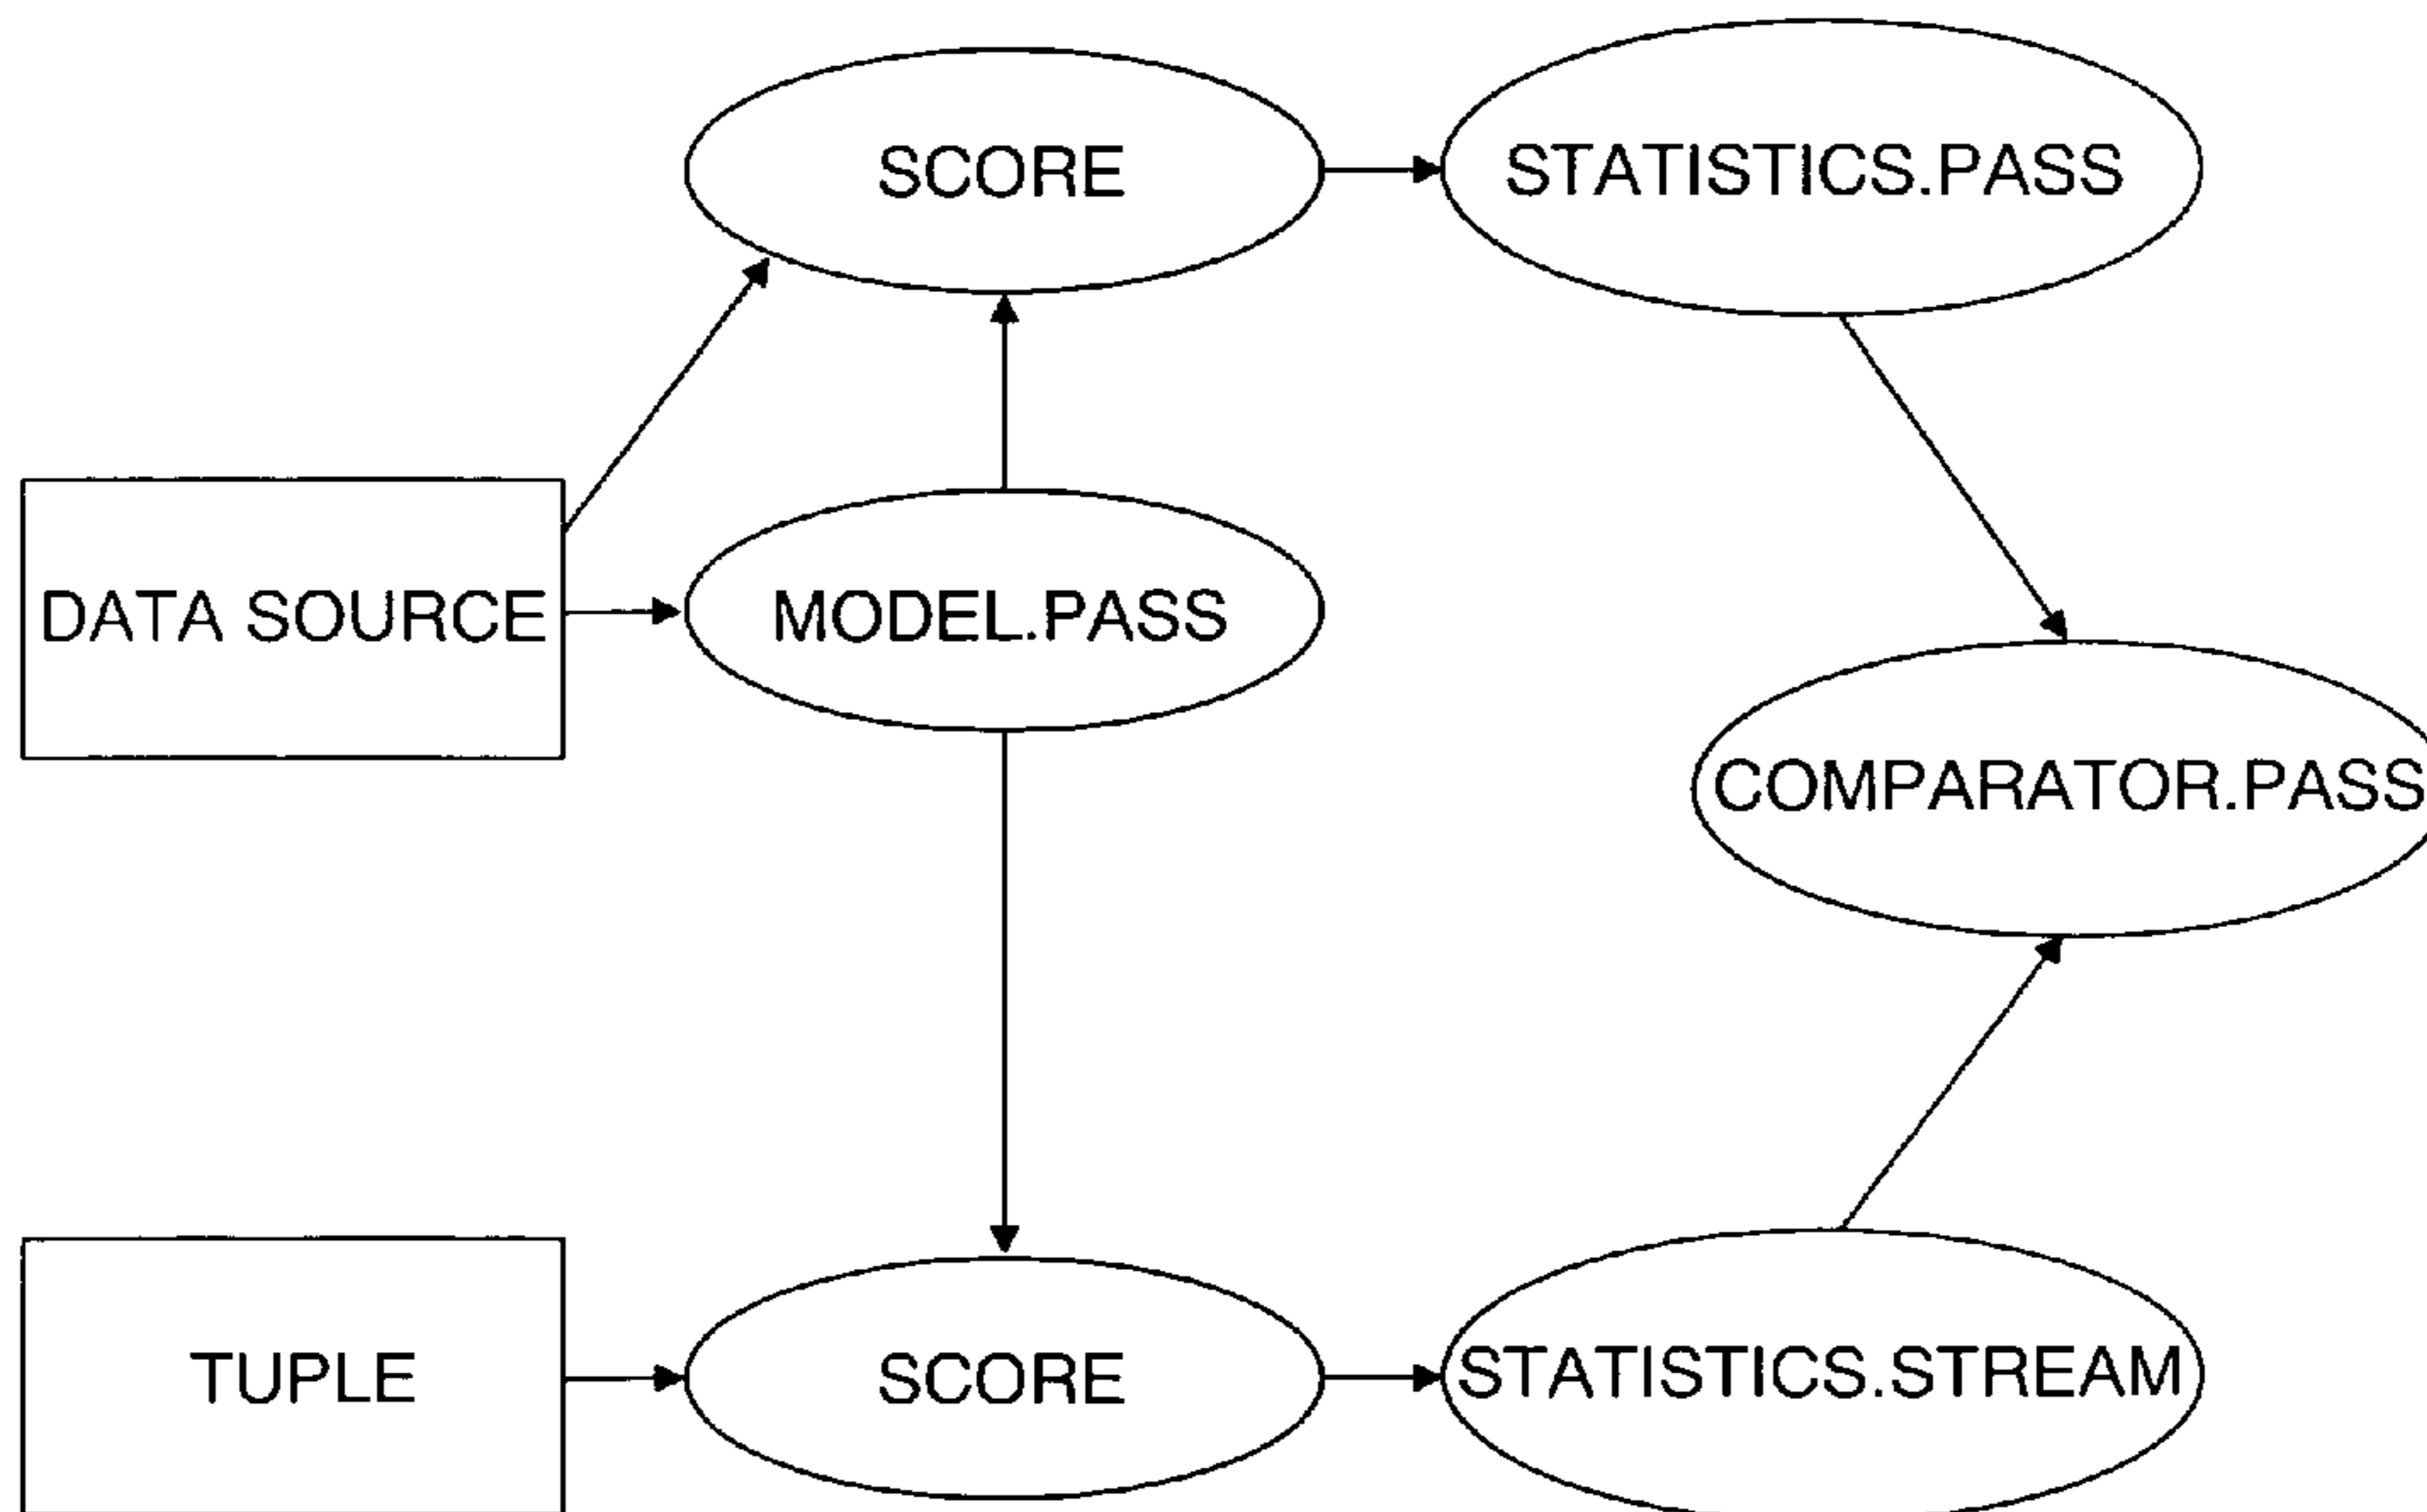 SCORE
STATISTICS.PASS
DATA SOURCE
MODEL.PASS
COMPARATOR.PASS
TUPLE
SCORE
STATISTICS.STREAM